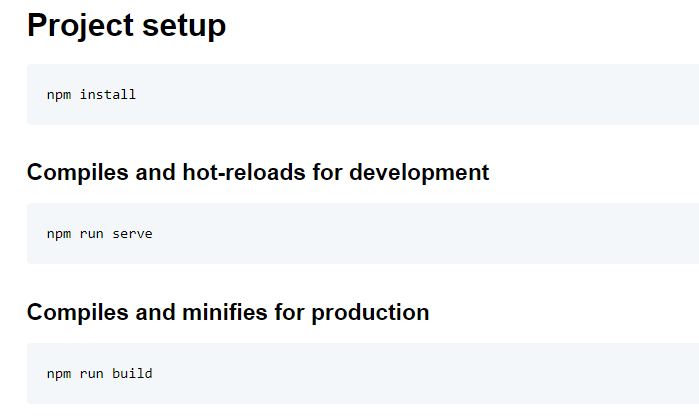 Project setup
npm install
Compiles and hot-reloads for development
npm run serve
Compiles and minifies for production
npm run build